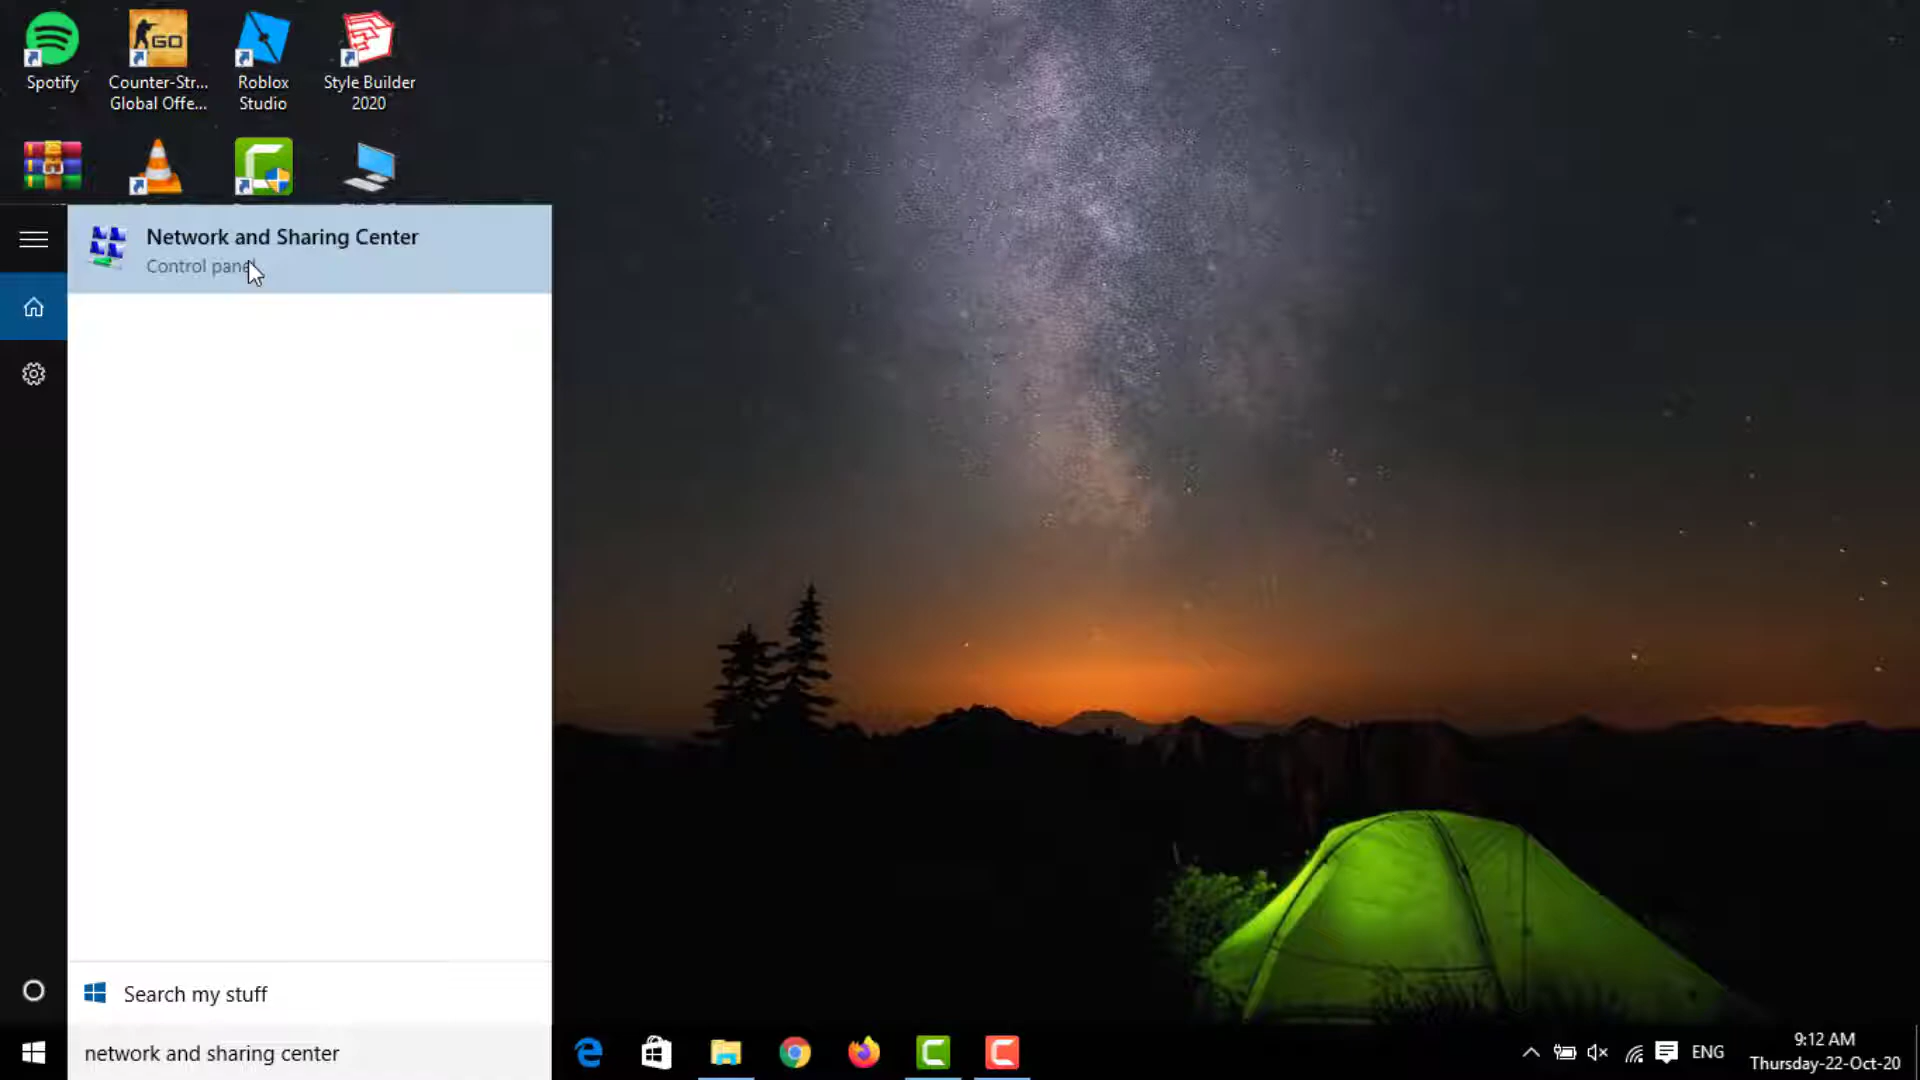 Spotify
Counter-Str...
Global Offe...
GO
Roblox
Studio
Style Builder
2020
Network and Sharing Center
Control panel
Search my stuff
network and sharing center
ENG
9:12 AM
Thursday-22-Oct-20